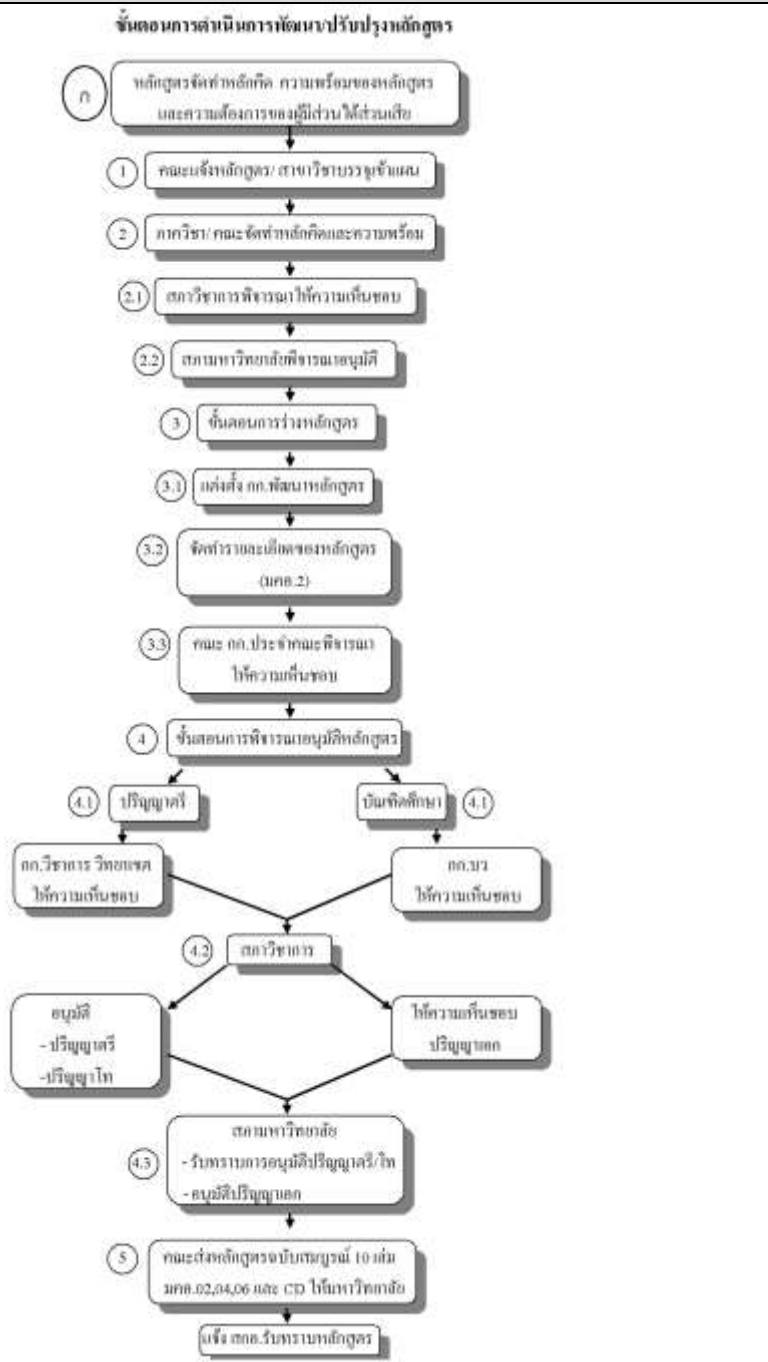 ขั้นตอนการดำเนินการพัฒนา/ปรับปรุงหลักสูตร
ก
หลักสูตรจัดทำหลักคิด ความพร้อมของหลักสูตร
และความต้องการของผู้มีส่วนได้ส่วนเสีย
1
คณะแจ้งหลักสูตร/ สาขาวิชาบรรจุเข้าแผน
2
ภาควิชา/ คณะจัดทำหลักคิดและความพร้อม
2.1
สภาวิชาการพิจารณาให้ความเห็นชอบ
2.2
สภามหาวิทยาลัยพิจารณาอนุมัติ
3
ขั้นตอนการร่างหลักสูตร
3.1
แต่งตั้ง กก.พัฒนาหลักสูตร
3.2
จัดทำรายละเอียดของหลักสูตร
(มคอ.2)
3.3
คณะ กก.ประจำคณะพิจารณา
ให้ความเห็นชอบ
4
ขั้นตอนการพิจารณาอนุมัติหลักสูตร
4.1 ปริญญาตรี
บัณฑิตศึกษา 4.1
กก.วิชาการ วิทยเขต
ให้ความเห็นชอบ
กก.บว
ให้ความเห็นชอบ
4.2
สภาวิชาการ
อนุมัติ
- ปริญญาตรี
-ปริญญาโท
ให้ความเห็นชอบ
ปริญญาเอก
4.3
สภามหาวิทยาลัย
- รับทราบการอนุมัติปริญญาตรี/โท
- อนุมัติปริญญาเอก
5
คณะส่งหลักสูตรฉบับสมบูรณ์ 10 เล่ม
มคอ.02,04,06 และ CD ให้มหาวิทยาลัย
แจ้ง สกอ.รับทราบหลักสูตร